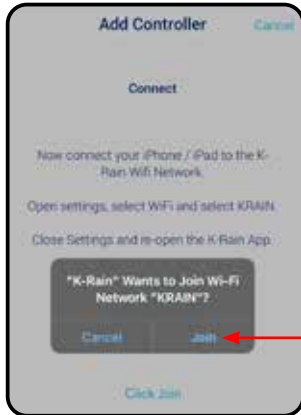 Add Controller
Cancel
Connect
Now connect your iPhone / iPad to the K-
Rain Wifi Network.
Open settings, select WiFi and select KRAIN.
Close Settings and re-open the K-Rain App.
"K-Rain" Wants to Join Wi-Fi
Network "KRAIN"?
Cancel
Join
Click Join